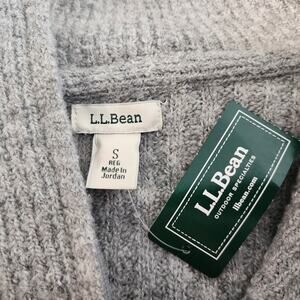 L.L.Bean
S
REG
Made in
Jordan
L.L.Bean
OUTDOOR SPECIALTIES
llbean.com